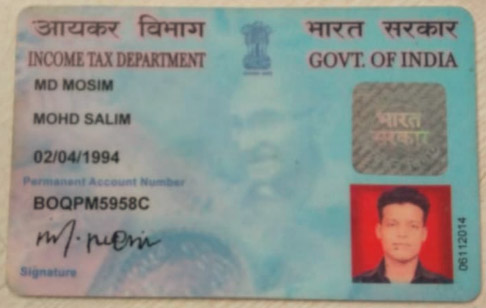 आयकर विभाग
भारत सरकार
INCOME TAX DEPARTMENT
GOVT. OF INDIA
MD MOSIM
MOHD SALIM
02/04/1994
Permanent Account Number
BOQPM5958C
Signature
भारत
सरकार
06112014